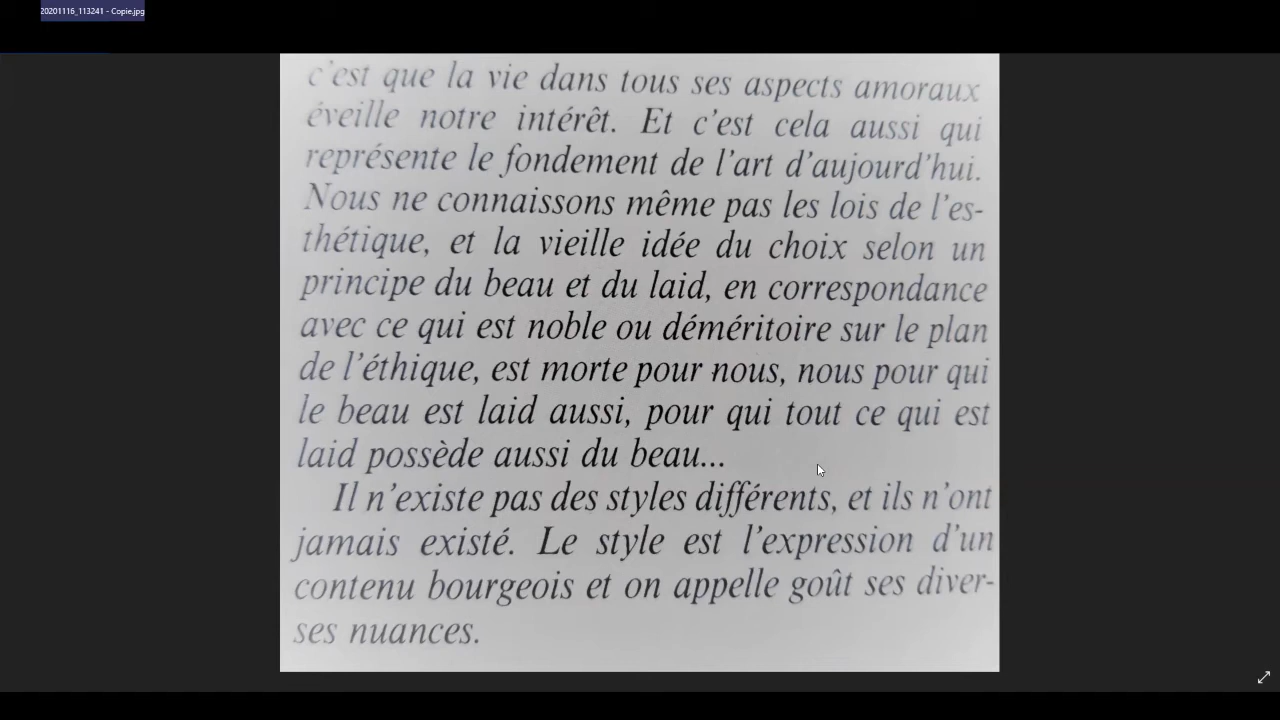 20201116_113241 - Copie.jpg
c'est que la vie dans tous ses aspects amoraux
éveille notre intérêt. Et c'est cela aussi qui
représente le fondement de l'art d'aujourd'hui.
Nous ne connaissons même pas les lois de l'es-
thétique, et la vieille idée du choix selon un
principe du beau et du laid, en correspondance
avec ce qui est noble ou déméritoire sur le plan
de l'éthique, est morte pour nous, nous pour qui
le beau est laid aussi, pour qui tout ce qui est
laid possède aussi du beau...
Il n'existe pas des styles différents, et ils n'ont
jamais existé. Le style est l'expression d'un
contenu bourgeois et on appelle goût ses diver-
ses nuances.